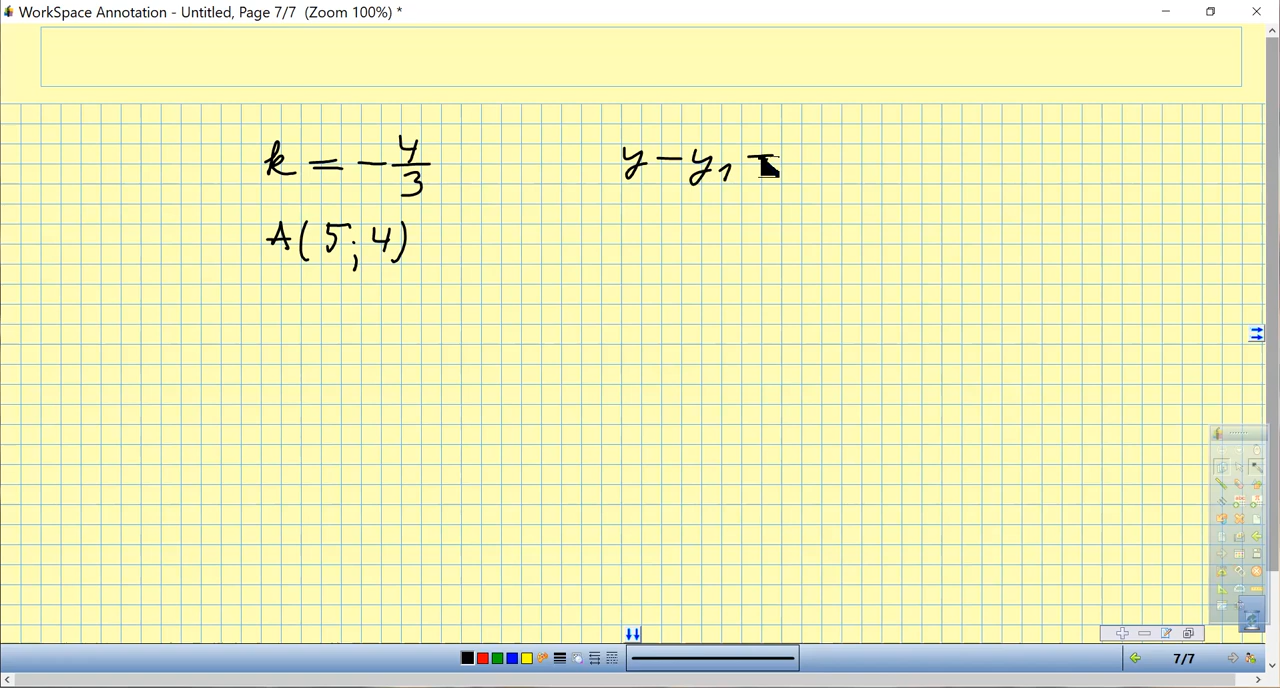 WorkSpace Annotation - Untitled, Page 7/7 (Zoom 100%) *
k = -4/3
A(5;4)
y - y₁ =
7/7